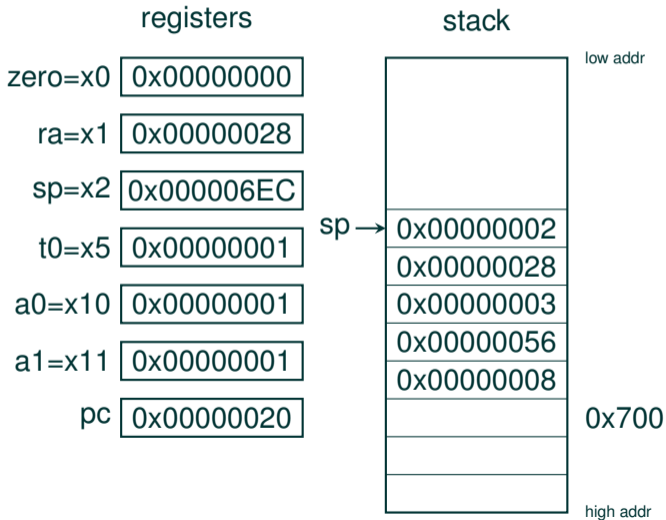 registers
stack
low addr
zero=x0 0x00000000
ra=x1 0x00000028
sp=x2 0x000006EC
t0=x5 0x00000001
a0=x10 0x00000001
a1=x11 0x00000001
pc 0x00000020
sp
0x00000002
0x00000028
0x00000003
0x00000056
0x00000008
0x700
high addr